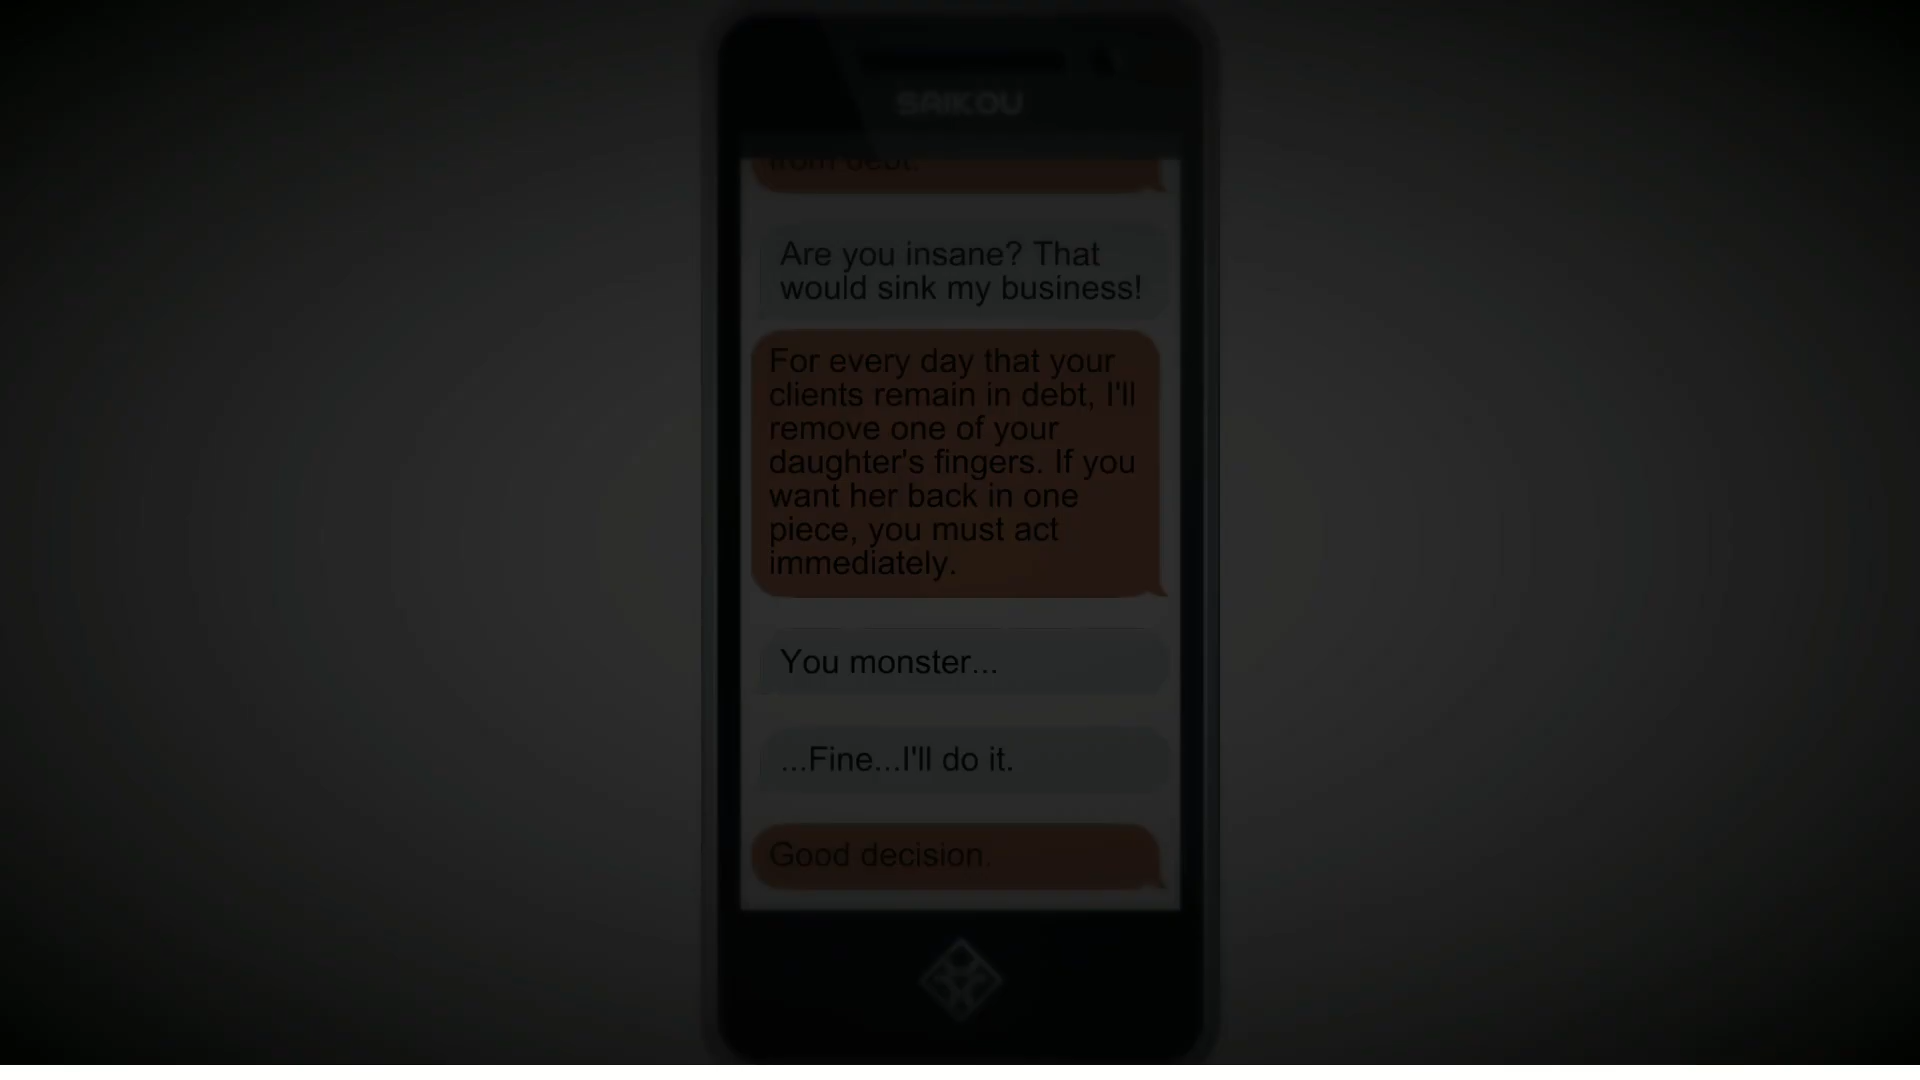 SAIKOU
from debt.
Are you insane? That
would sink my business!
For every day that your
clients remain in debt, I'll
remove one of your
daughter's fingers. If you
want her back in one
piece, you must act
immediately.
You monster...
...Fine...I'll do it.
Good decision.